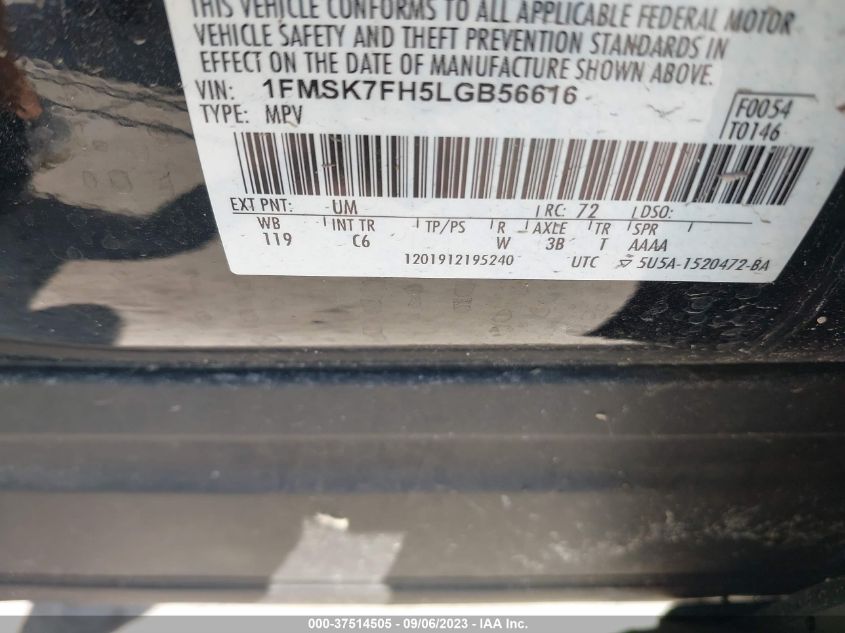 THIS VEHICLE CONFORMS TO ALL APPLICABLE FEDERAL MOTOR
VEHICLE SAFETY AND THEFT PREVENTION STANDARDS IN
EFFECT ON THE DATE OF MANUFACTURE SHOWN ABOVE.
VIN: 1FMSK7FH5LGB56616
TYPE: MPV
F0054
T0146
EXT PNT: UM RC: 72 DSO:
WB INT TR TP/PS R AXLE TR SPR
119 C6 W 3B T AAAA
1201912195240 UTC 5U5A-1520472-BA
000-37514505 - 09/06/2023 - IAA Inc.